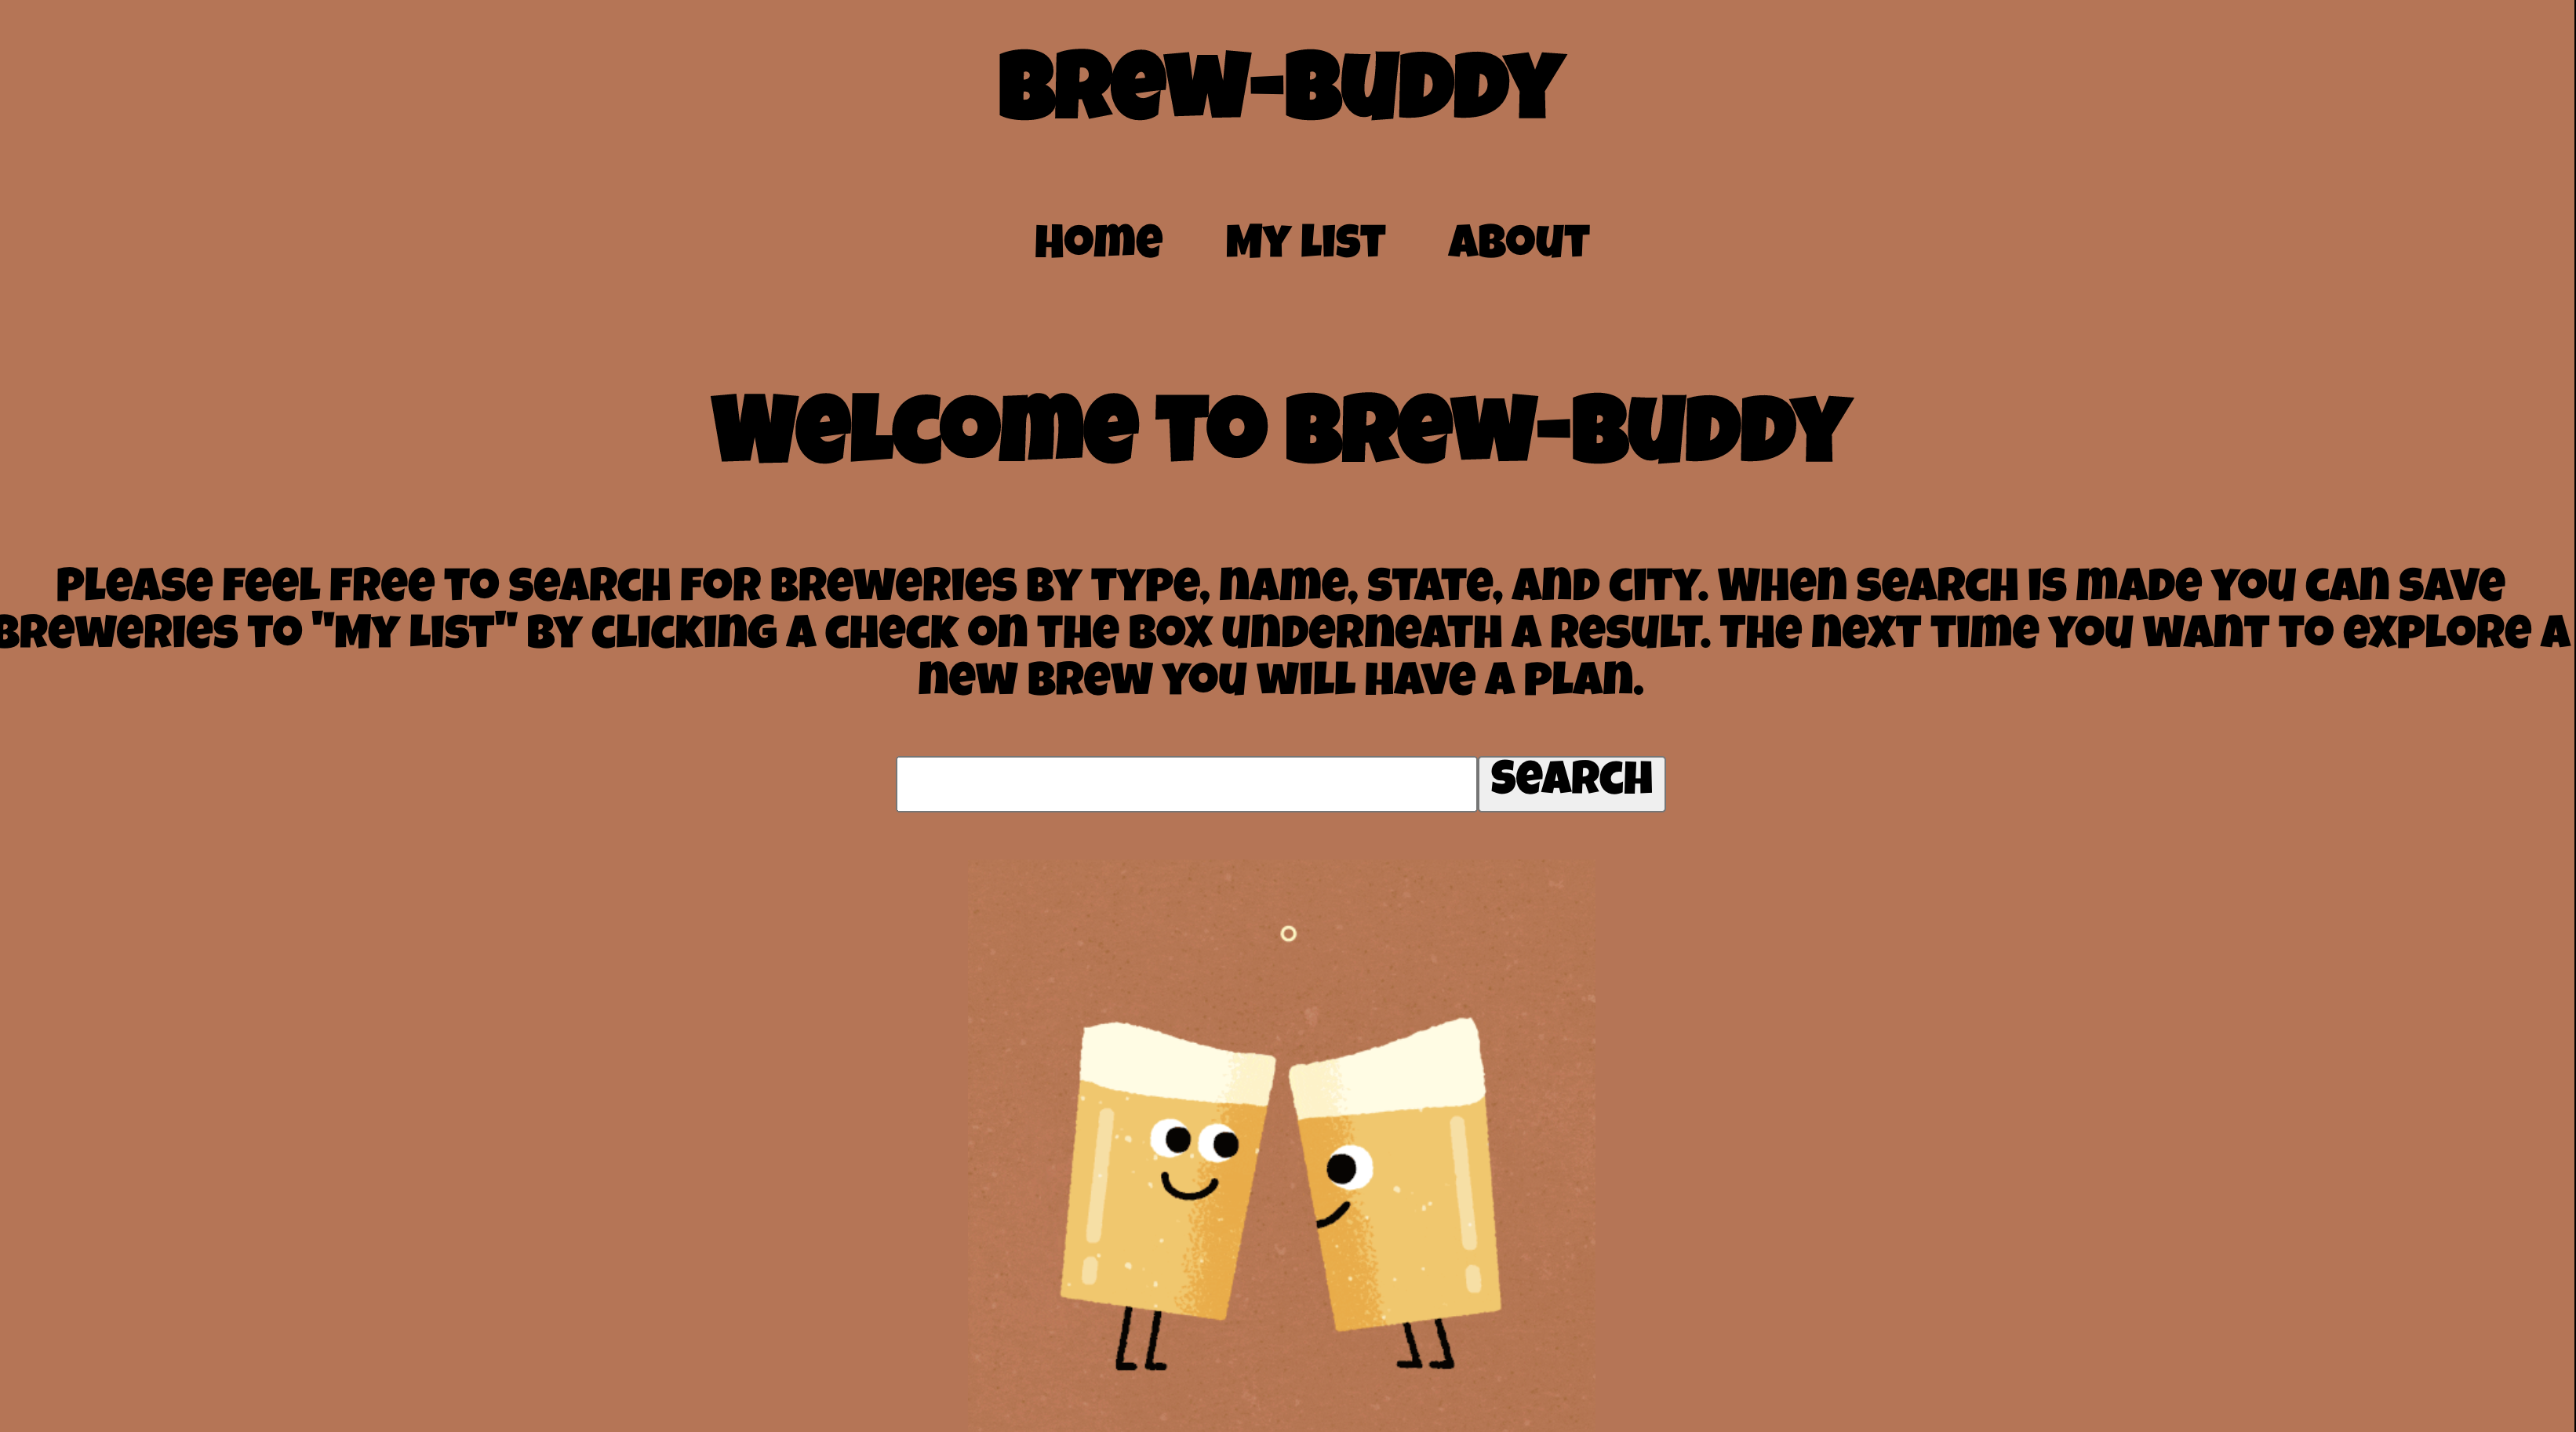 Brew-Buddy
Home My List About
Welcome to Brew-Buddy
Please feel free to search for breweries by type, name, state, and city. When search is made you can save
breweries to "My List" by clicking a check on the box underneath a result. The next time you want to explore a
new brew you will have a plan.
Search